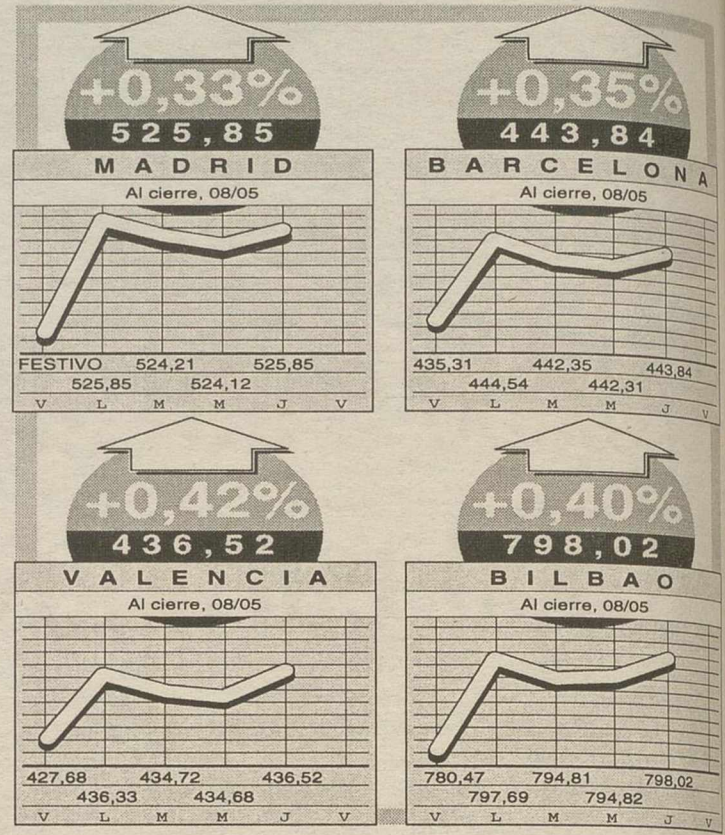 +0,33%
525,85
MADRID
Al cierre, 08/05
FESTIVO 524,21 525,85
525,85 524,12
V L M M J V
+0,35%
443,84
BARCELONA
Al cierre, 08/05
435,31 442,35 443,84
444,54 442,31
V L M M J V
+0,42%
436,52
VALENCIA
Al cierre, 08/05
427,68 434,72 436,52
436,33 434,68
V L M M J V
+0,40%
798,02
BILBAO
Al cierre, 08/05
780,47 794,81 798,02
797,69 794,82
V L M M J V